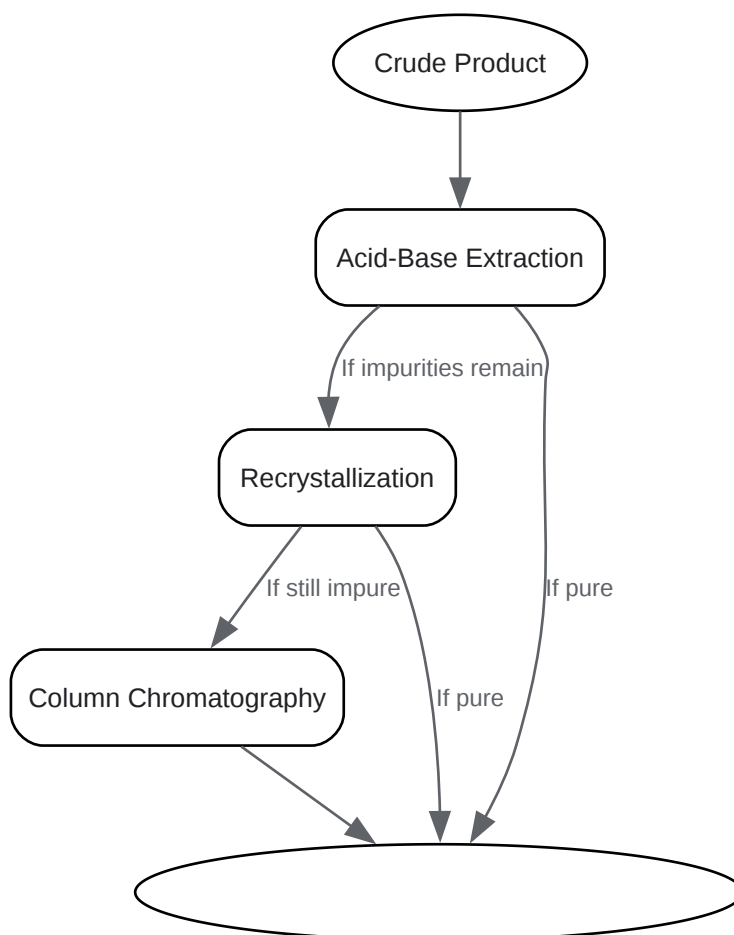 Crude Product
Acid-Base Extraction
If impurities remain
Recrystallization
If still impure
If pure
Column Chromatography
If pure